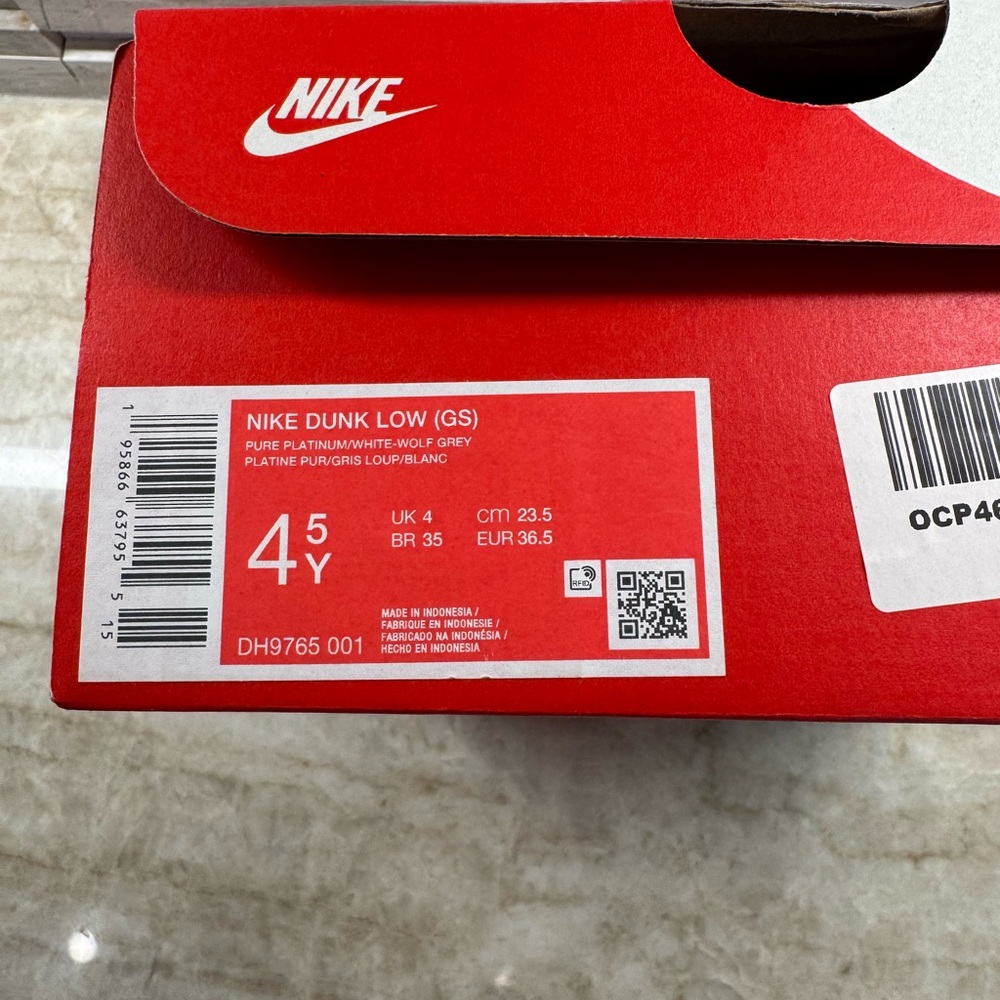 NIKE
NIKE DUNK LOW (GS)
PURE PLATINUM/WHITE-WOLF GREY
PLATINE PUR/GRIS LOUP/BLANC
4 5Y
UK 4 cm 23.5
BR 35 EUR 36.5
RFID
MADE IN INDONESIA /
FABRIQUE EN INDONESIE /
FABRICADO NA INDONÉSIA /
HECHO EN INDONESIA
DH9765 001
1 95866 63795 5 15
OCP46